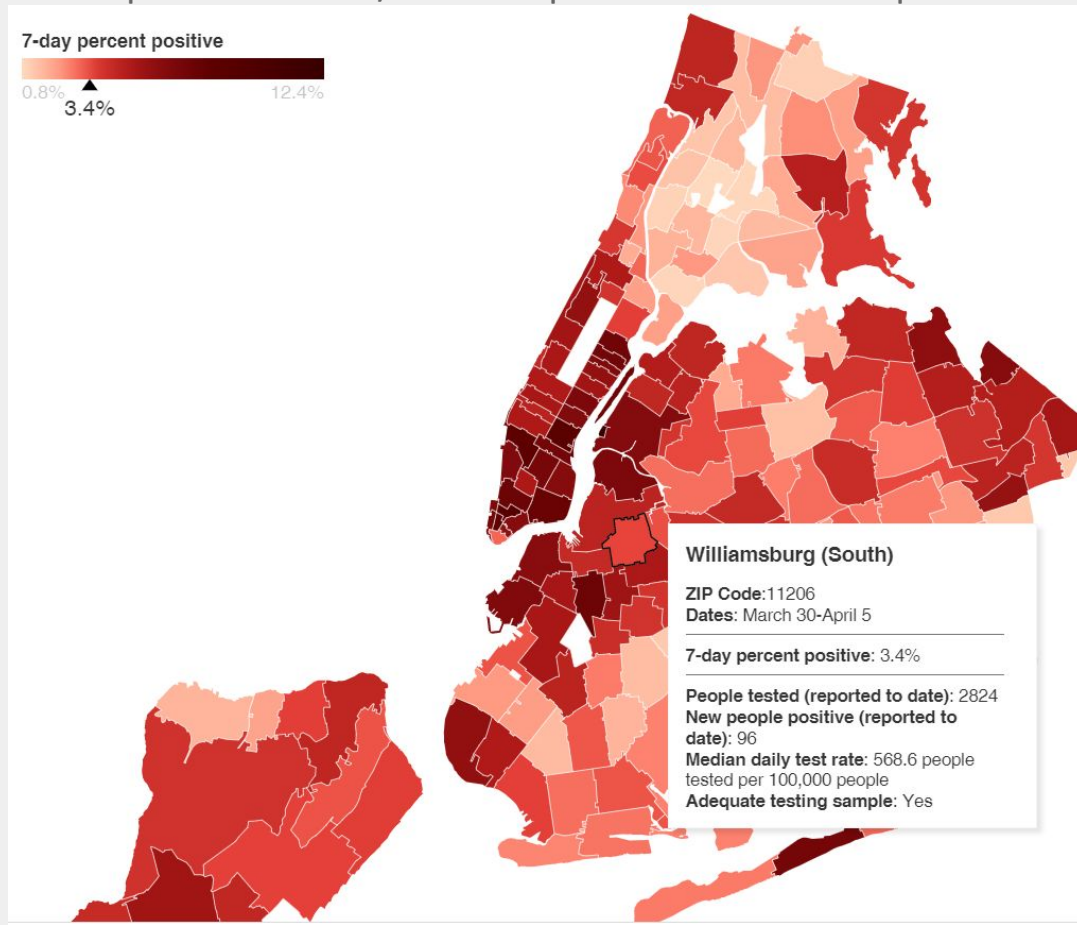 7-day percent positive
0.8%
12.4%
3.4%
Williamsburg (South)
ZIP Code:11206
Dates: March 30-April 5
7-day percent positive: 3.4%
People tested (reported to date): 2824
New people positive (reported to
date): 96
Median daily test rate: 568.6 people
tested per 100,000 people
Adequate testing sample: Yes